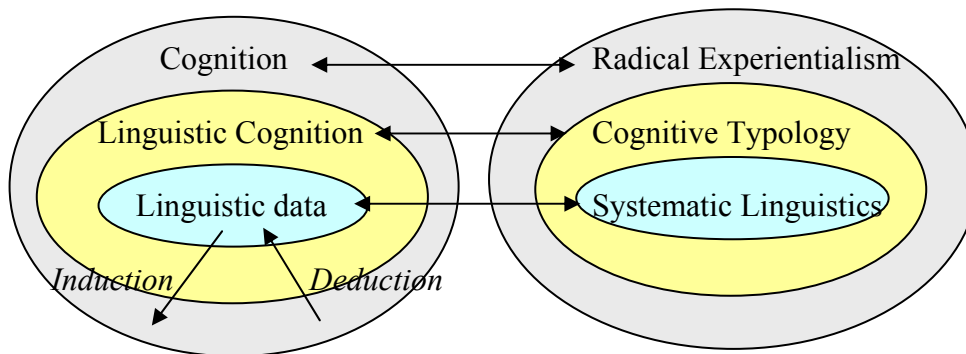 Cognition Radical Experientialism
Linguistic Cognition Cognitive Typology
Linguistic data Systematic Linguistics
Induction Deduction